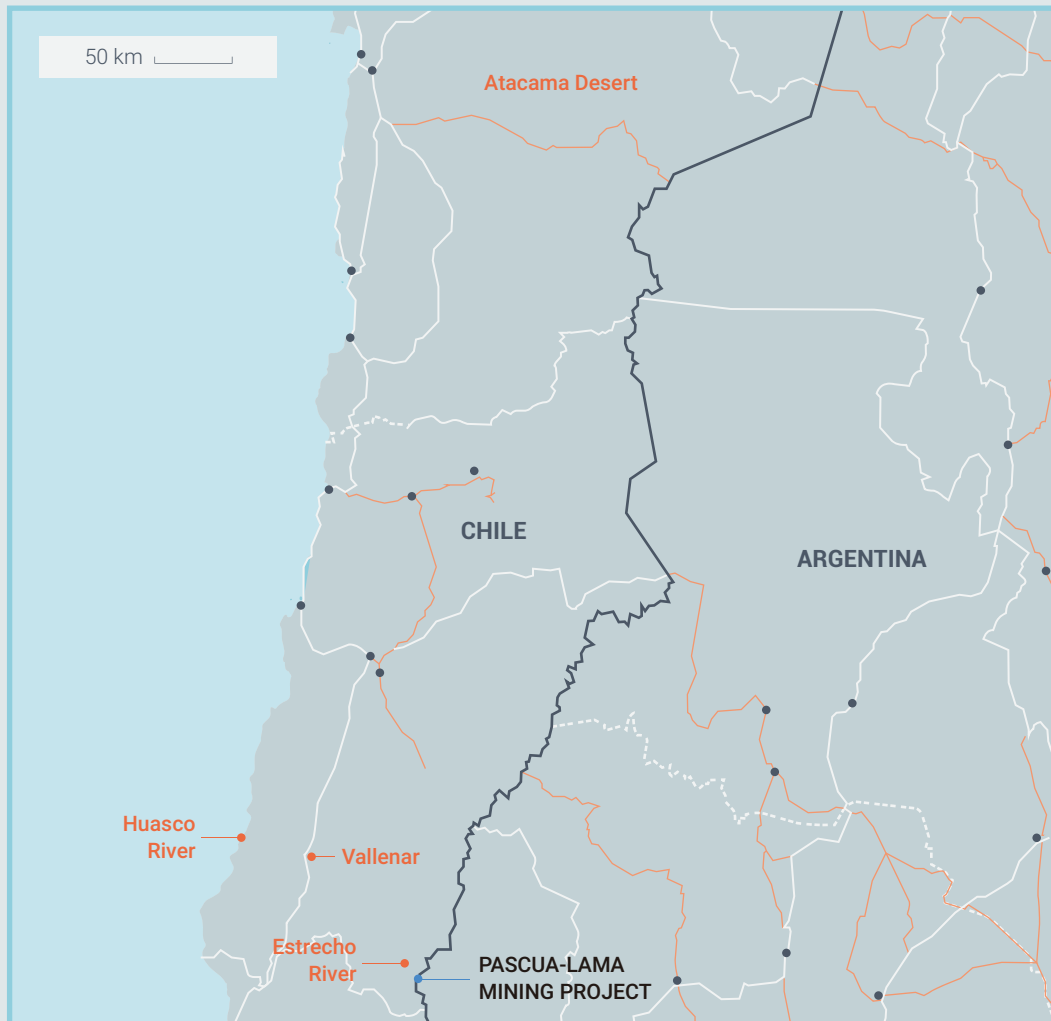 50 km
Atacama Desert
CHILE
ARGENTINA
Huasco
River
Vallenar
Estrecho
River
PASCUA-LAMA
MINING PROJECT